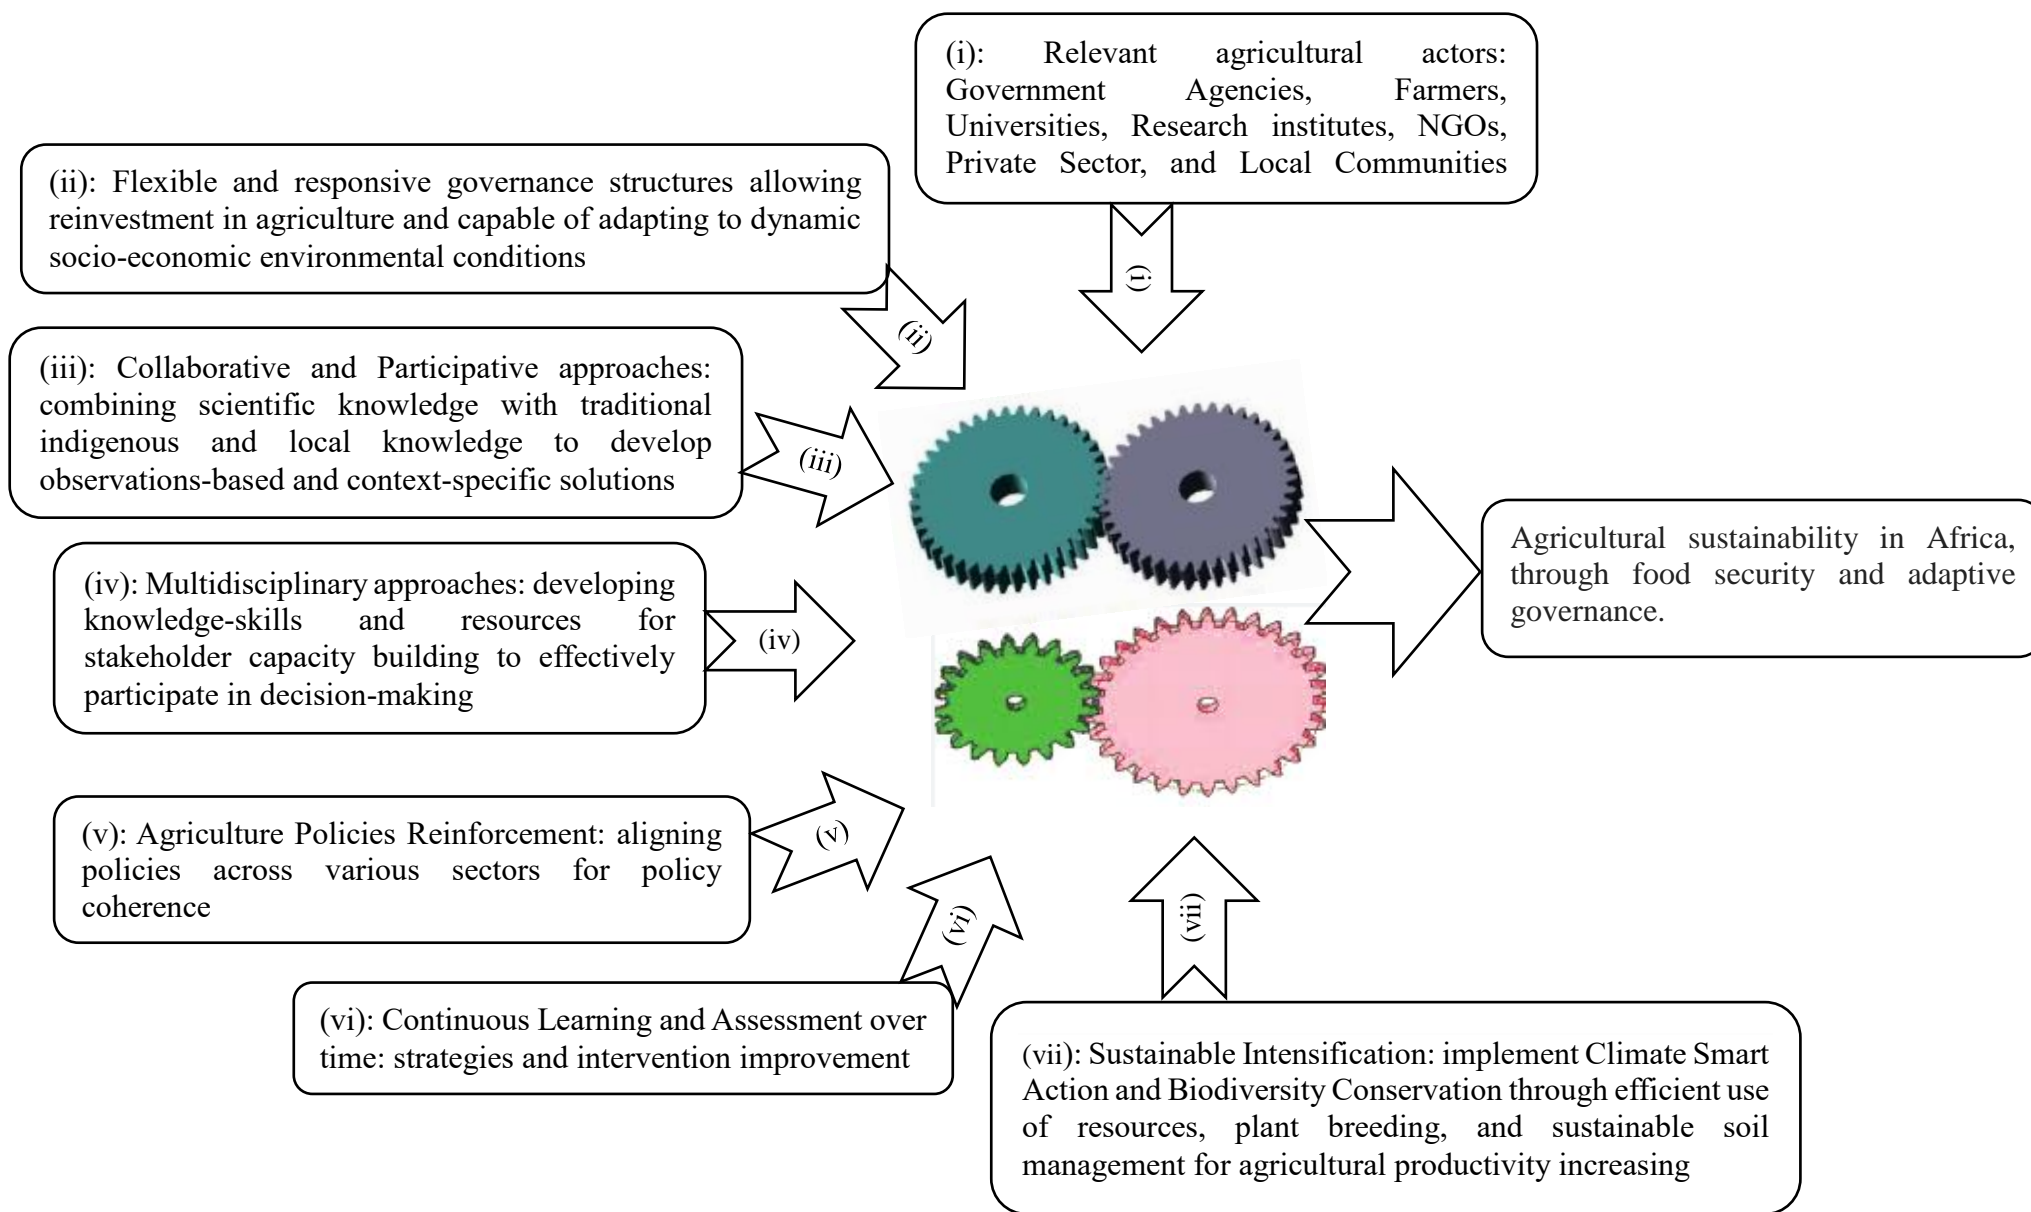 (i): Relevant agricultural actors:
Government Agencies, Farmers,
Universities, Research institutes, NGOs,
Private Sector, and Local Communities
(i)
(ii): Flexible and responsive governance structures allowing
reinvestment in agriculture and capable of adapting to dynamic
socio-economic environmental conditions
(ii)
(iii): Collaborative and Participative approaches:
combining scientific knowledge with traditional
indigenous and local knowledge to develop
observations-based and context-specific solutions
(iii)
(iv): Multidisciplinary approaches: developing
knowledge-skills and resources for
stakeholder capacity building to effectively
participate in decision-making
(iv)
(v): Agriculture Policies Reinforcement: aligning
policies across various sectors for policy
coherence
(v)
(vi): Continuous Learning and Assessment over
time: strategies and intervention improvement
(vi)
(vii): Sustainable Intensification: implement Climate Smart
Action and Biodiversity Conservation through efficient use
of resources, plant breeding, and sustainable soil
management for agricultural productivity increasing
(vii)
Agricultural sustainability in Africa,
through food security and adaptive
governance.